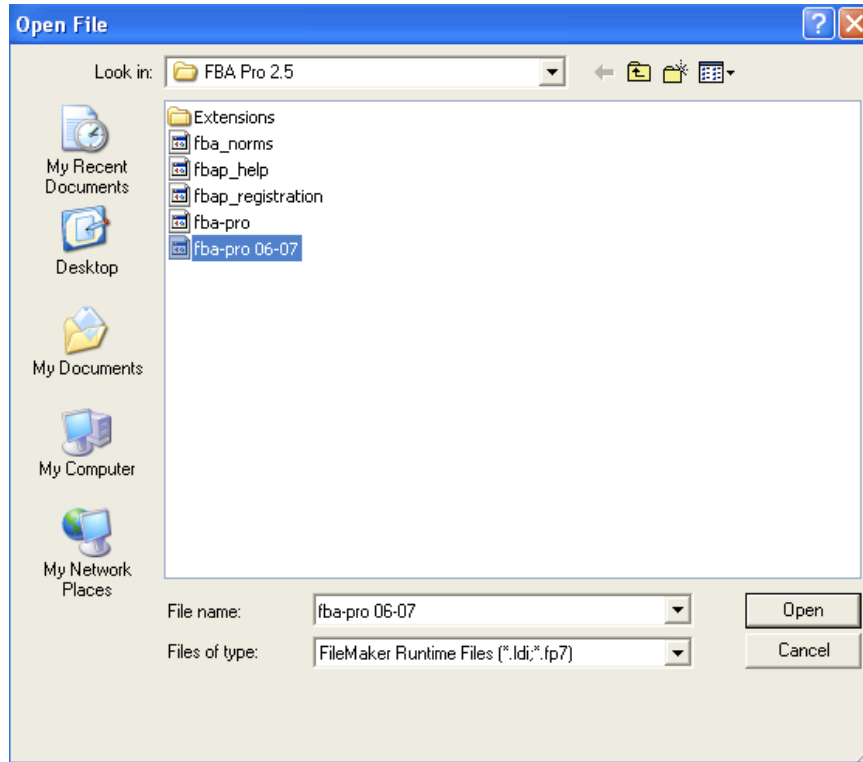 Open File
Look in:
FBA Pro 2.5
My Recent
Documents
Desktop
My Documents
My Computer
My Network
Places
Extensions
fba_norms
fbap_help
fbap_registration
fba-pro
fba-pro 06-07
File name:
fba-pro 06-07
Open
Files of type:
FileMaker Runtime Files (*.ldi;*.fp7)
Cancel